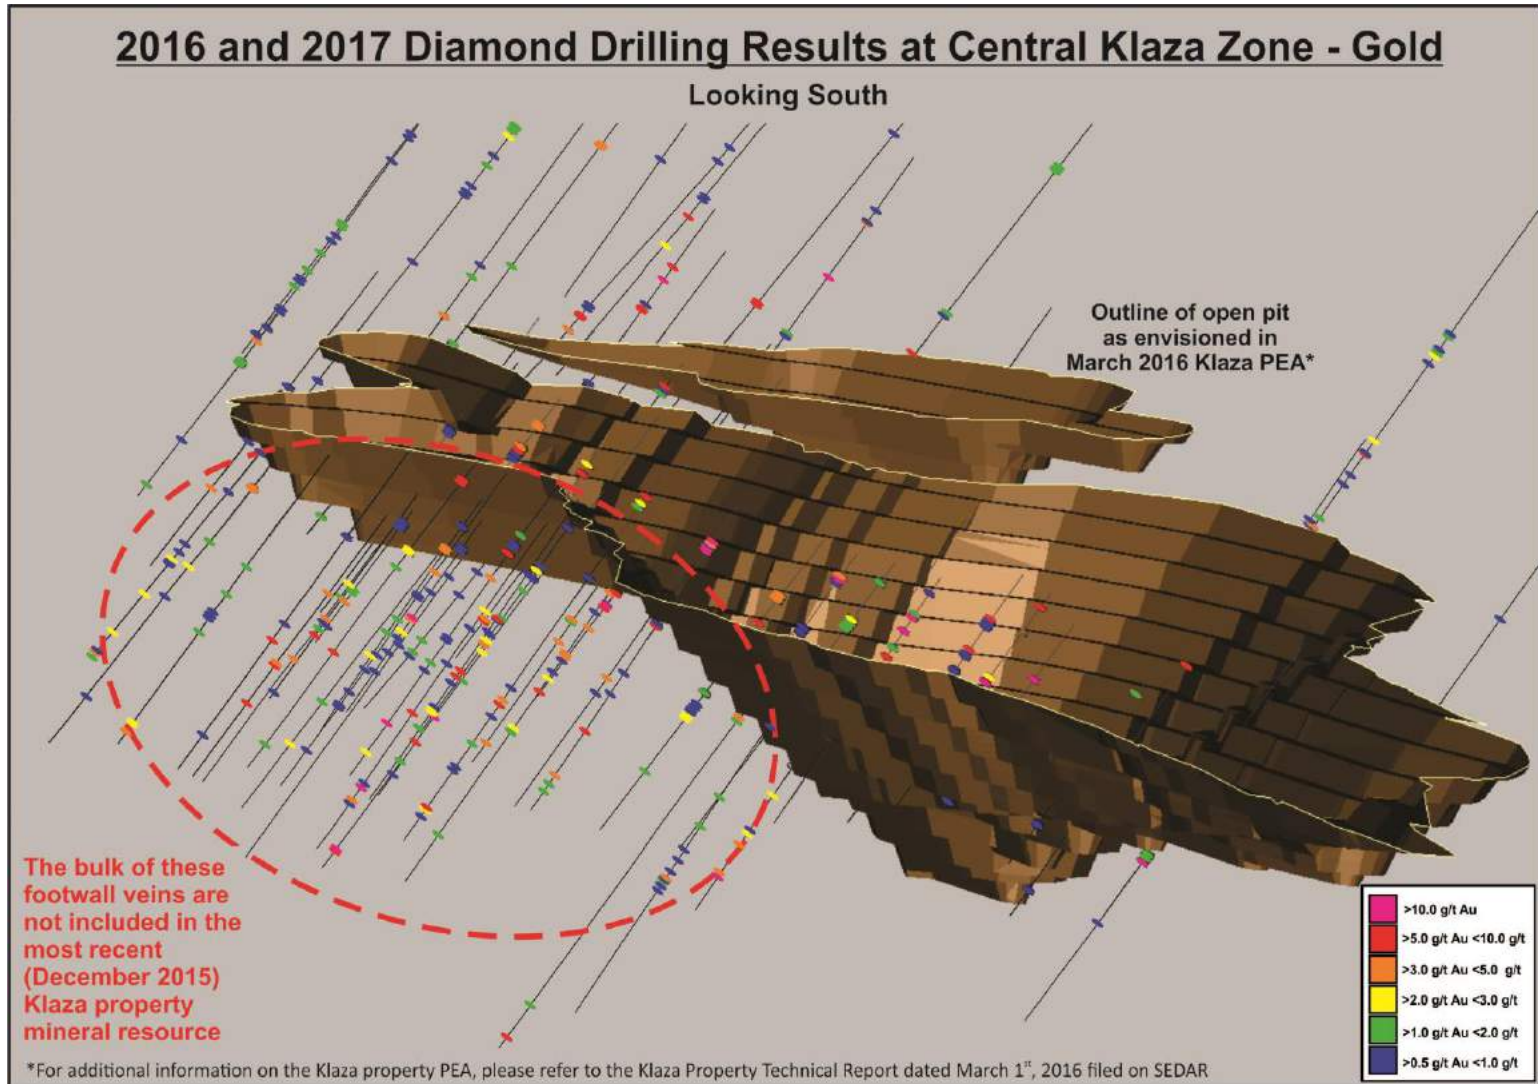 2016 and 2017 Diamond Drilling Results at Central Klaza Zone - Gold
Looking South
Outline of open pit
as envisioned in
March 2016 Klaza PEA*
The bulk of these
footwall veins are
not included in the
most recent
(December 2015)
Klaza property
mineral resource
>10.0 g/t Au
>5.0 g/t Au <10.0 g/t
>3.0 g/t Au <5.0 g/t
>2.0 g/t Au <3.0 g/t
>1.0 g/t Au <2.0 g/t
>0.5 g/t Au <1.0 g/t
*For additional information on the Klaza property PEA, please refer to the Klaza Property Technical Report dated March 1st, 2016 filed on SEDAR